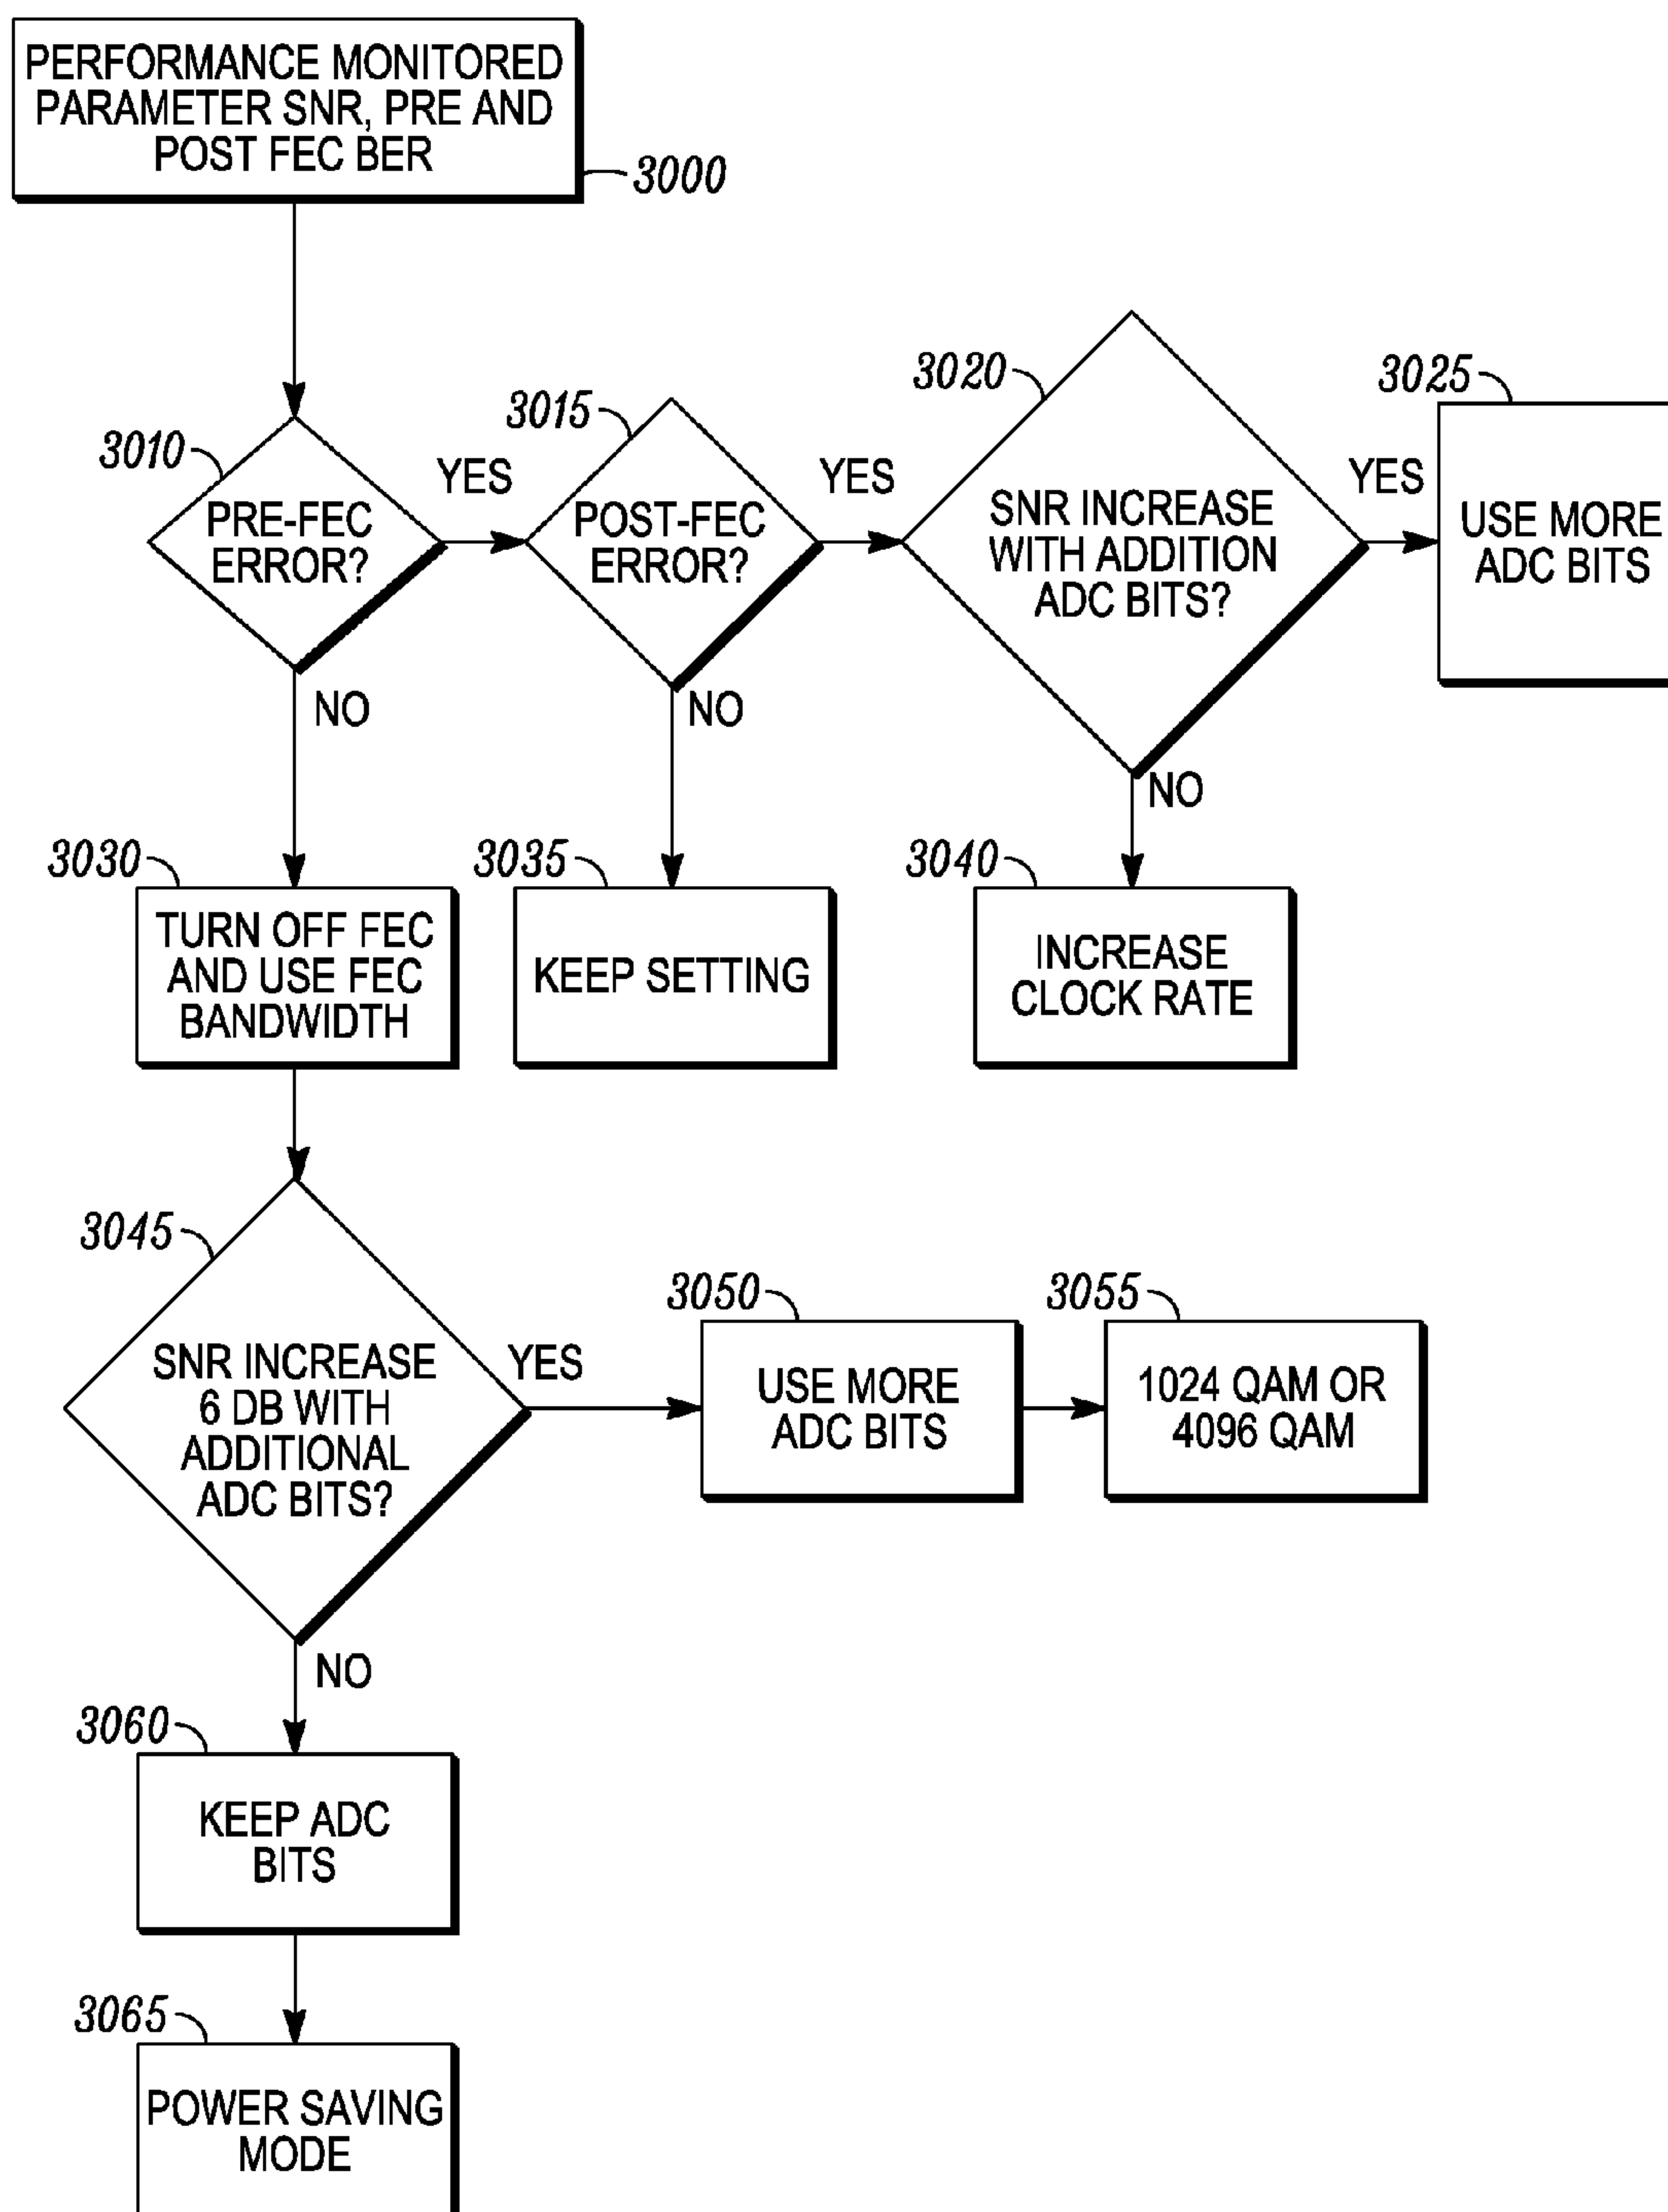 PERFORMANCE MONITORED
PARAMETER SNR, PRE AND
POST FEC BER
3000
3010
PRE-FEC
ERROR?
YES
NO
3015
POST-FEC
ERROR?
YES
NO
3020
SNR INCREASE
WITH ADDITION
ADC BITS?
YES
NO
3025
USE MORE
ADC BITS
3030
TURN OFF FEC
AND USE FEC
BANDWIDTH
3035
KEEP SETTING
3040
INCREASE
CLOCK RATE
3045
SNR INCREASE
6 DB WITH
ADDITIONAL
ADC BITS?
YES
NO
3050
USE MORE
ADC BITS
3055
1024 QAM OR
4096 QAM
3060
KEEP ADC
BITS
3065
POWER SAVING
MODE